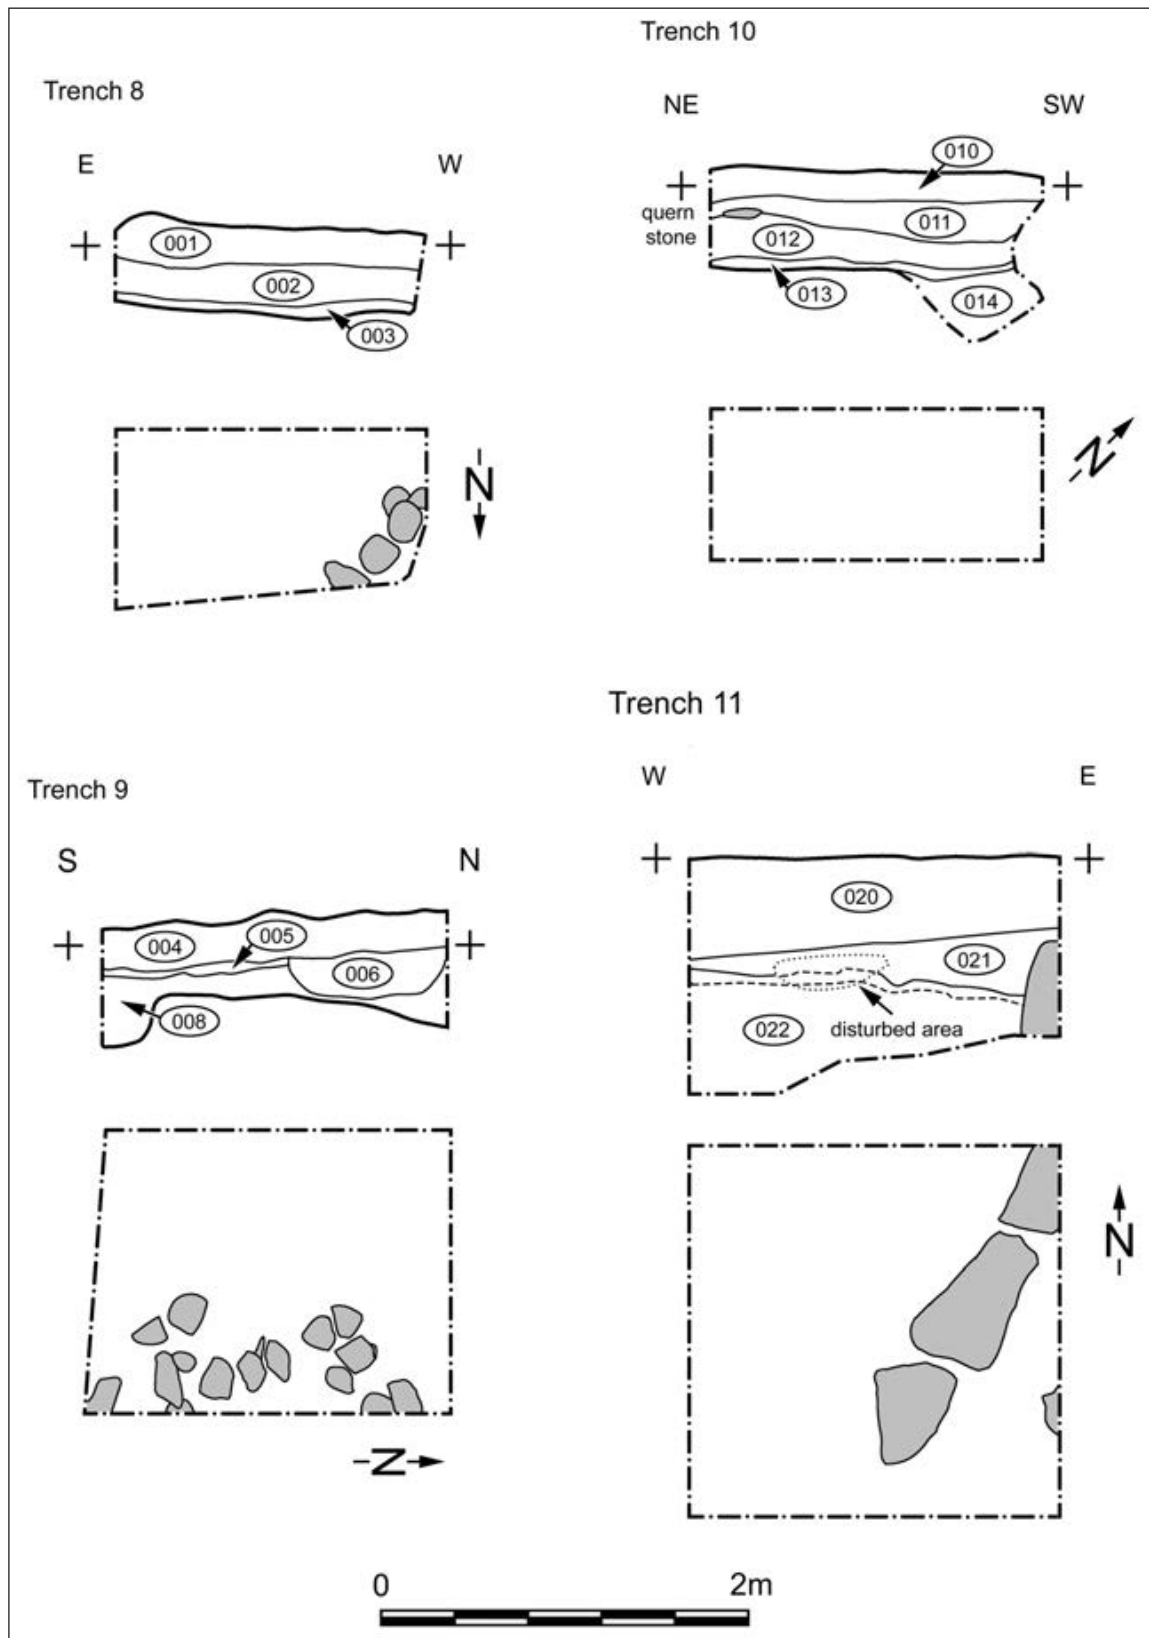 Trench 8
E W
001
002
003
N
Trench 10
NE SW
010
quern
stone
011
012
013
014
N
Trench 9
S N
004
005
006
008
N
Trench 11
W E
020
021
022
disturbed area
N
0 2m